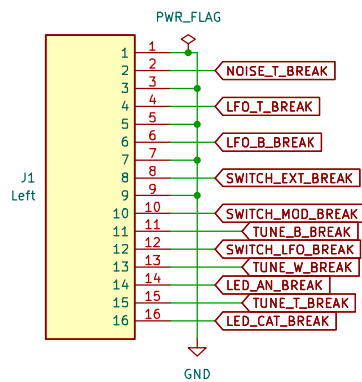 PWR_FLAG
1 1
2 2 NOISE_T_BREAK
3 3
4 4 LFO_T_BREAK
5 5
6 6 LFO_B_BREAK
7 7
J1
8 8 SWITCH_EXT_BREAK
Left
9 9
10 10 SWITCH_MOD_BREAK
11 11 TUNE_B_BREAK
12 12 SWITCH_LFO_BREAK
13 13 TUNE_W_BREAK
14 14 LED_AN_BREAK
15 15 TUNE_T_BREAK
16 16 LED_CAT_BREAK
GND